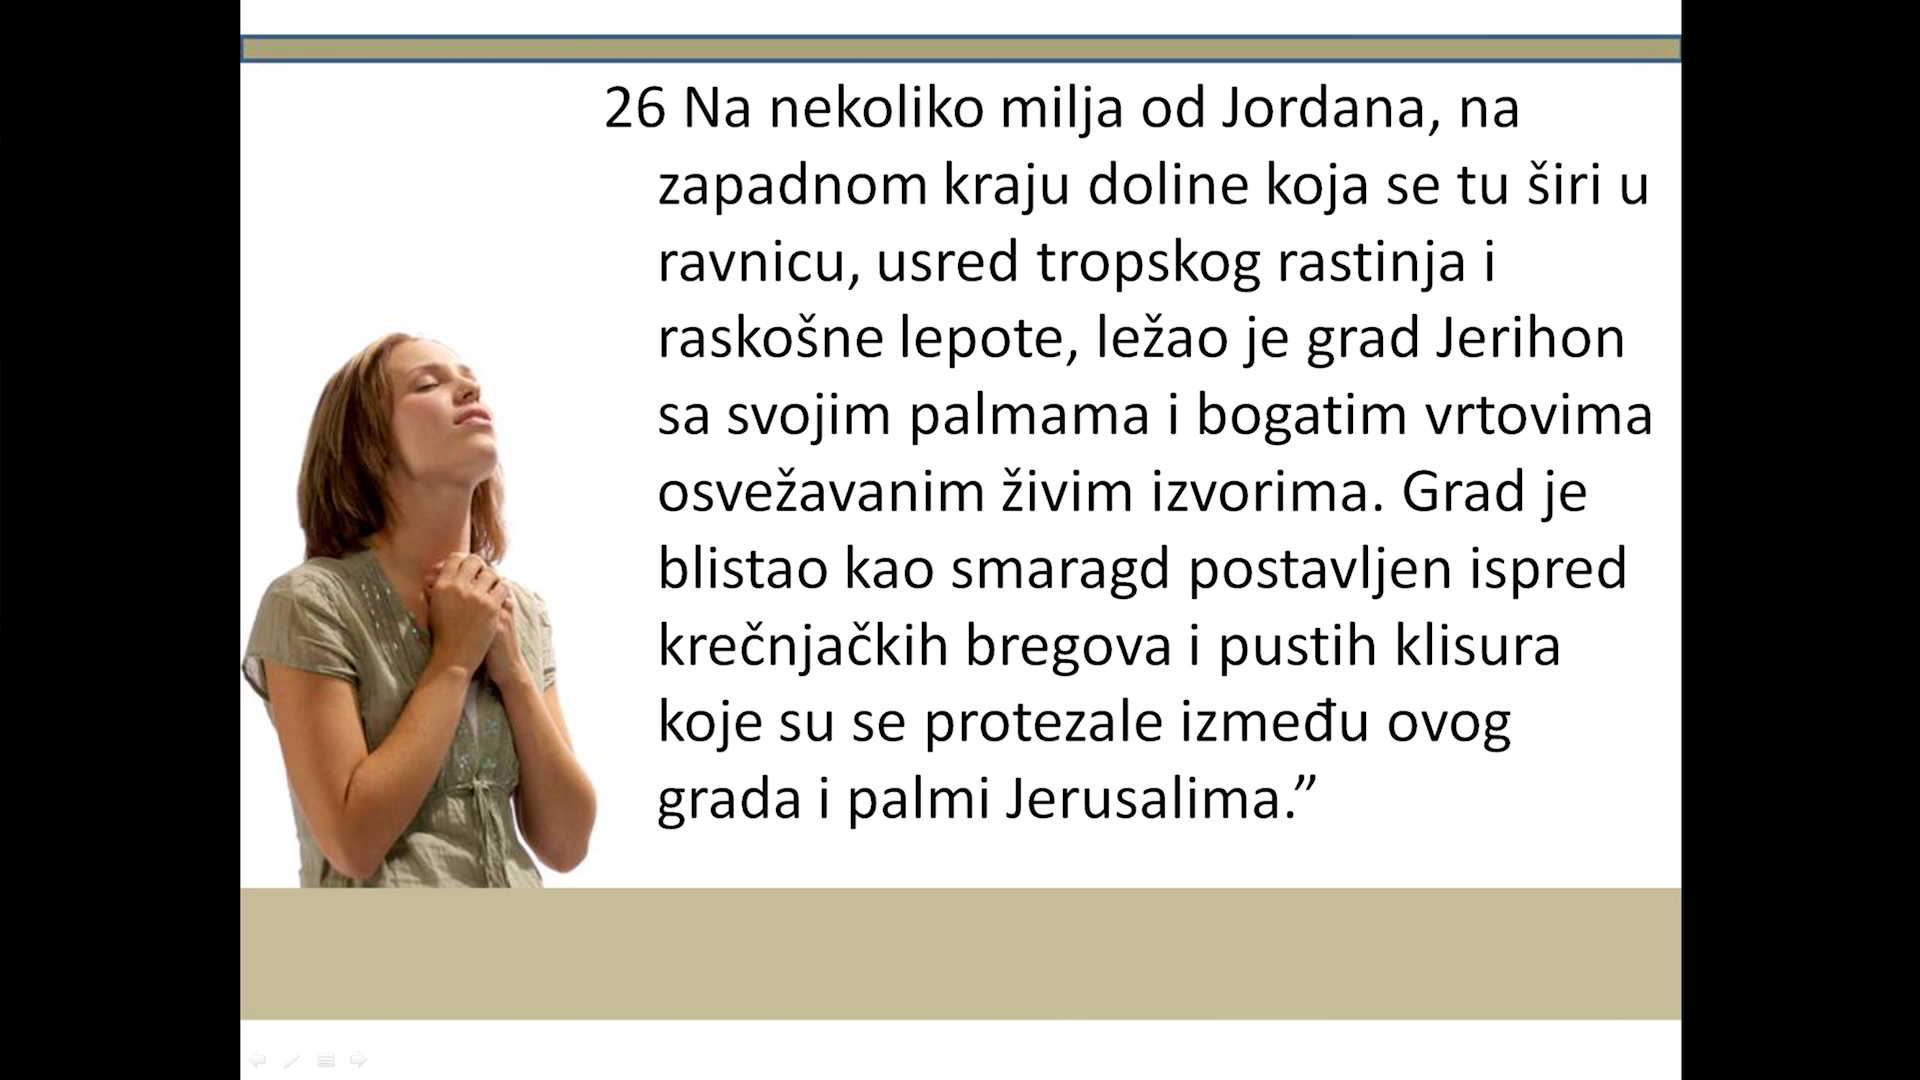 26 Na nekoliko milja od Jordana, na
zapadnom kraju doline koja se tu širi u
ravnicu, usred tropskog rastinja i
raskošne lepote, ležao je grad Jerihon
sa svojim palmama i bogatim vrtovima
osvežavanim živim izvorima. Grad je
blistao kao smaragd postavljen ispred
krečnjačkih bregova i pustih klisura
koje su se protezale između ovog
grada i palmi Jerusalima.”